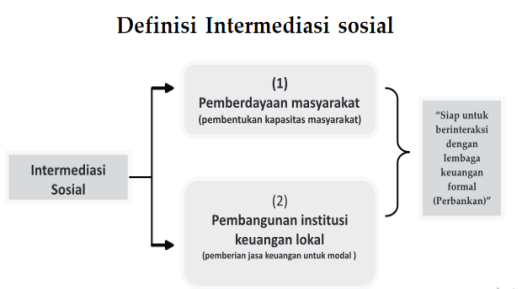 Definisi Intermediasi sosial
Intermediasi
Sosial
(1)
Pemberdayaan masyarakat
(pembentukan kapasitas masyarakat)
(2)
Pembangunan institusi
keuangan lokal
(pemberian jasa keuangan untuk modal )
"Siap untuk
berinteraksi
dengan
lembaga
keuangan
formal
(Perbankan)"